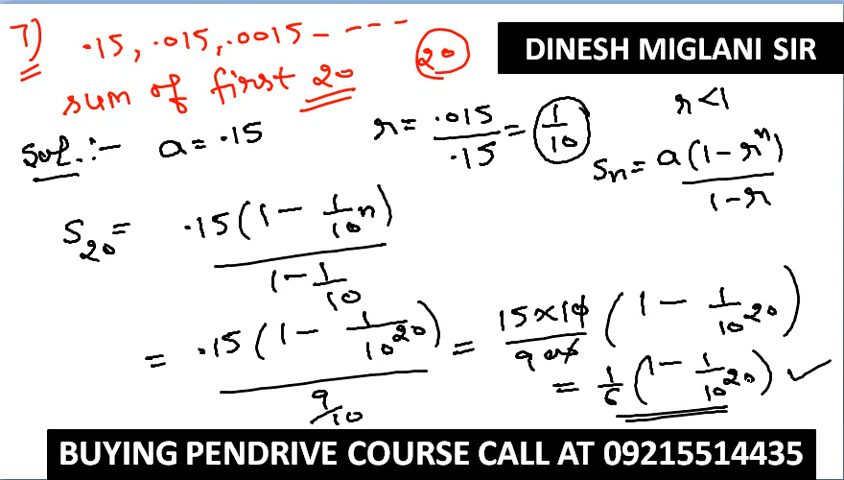 7) .15, .015, .0015 - - - - -
20
DINESH MIGLANI SIR
sum of first 20
Sol. :- a = .15
r = .015/.15 = 1/10
r < 1
Sn = a(1 - r^n)/(1 - r)
S20 = .15(1 - 1/10^n)/(1 - 1/10)
= .15(1 - 1/10^20)/(9/10) = 15×10/(900) (1 - 1/10^20)
= 1/6 (1 - 1/10^20) ✓
BUYING PENDRIVE COURSE CALL AT 09215514435